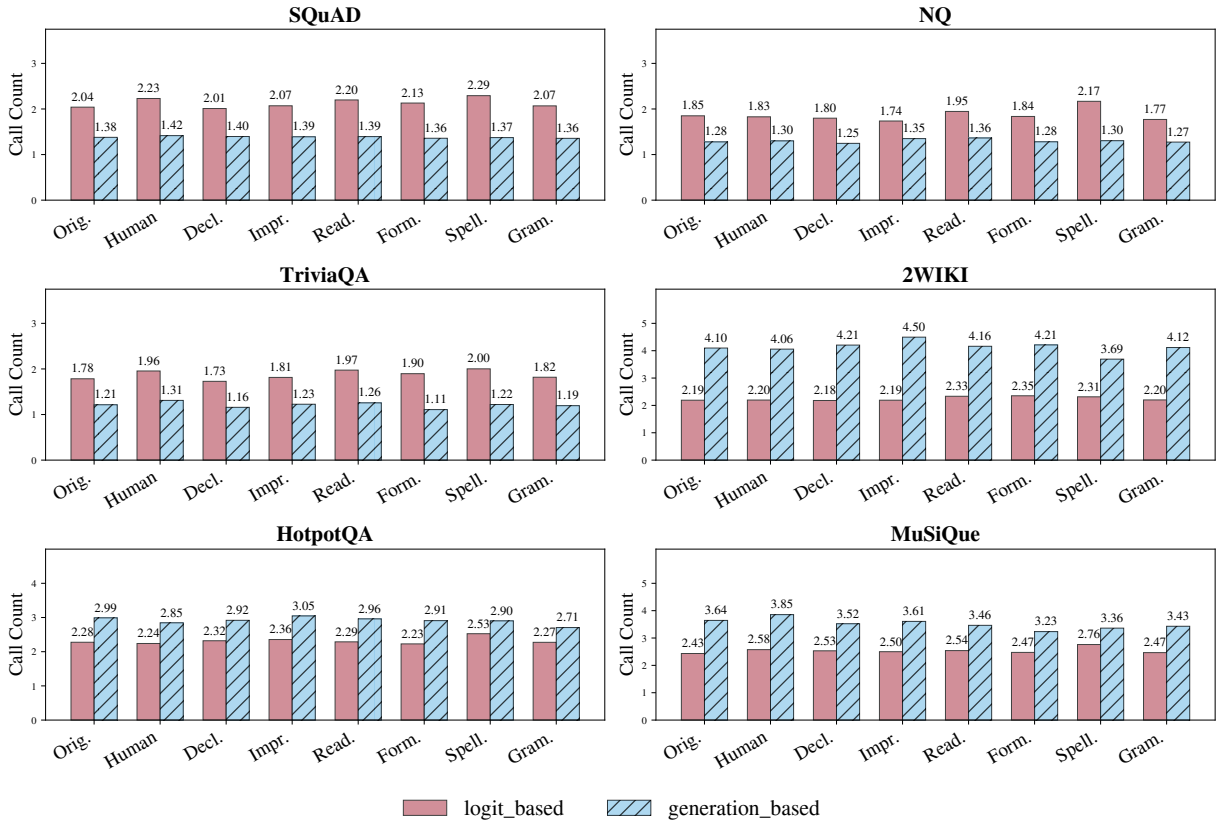 SQuAD
Call Count
3
2
1
0
2.04 2.23 2.01 2.07 2.20 2.13 2.29 2.07
1.38 1.42 1.40 1.39 1.39 1.36 1.37 1.36
Orig. Human Decl. Impr. Read. Form. Spell. Gram.
NQ
Call Count
3
2
1
0
1.85 1.83 1.80 1.74 1.95 1.84 2.17 1.77
1.28 1.30 1.25 1.35 1.36 1.28 1.30 1.27
Orig. Human Decl. Impr. Read. Form. Spell. Gram.
TriviaQA
Call Count
3
2
1
0
1.78 1.96 1.73 1.81 1.97 1.90 2.00 1.82
1.21 1.31 1.16 1.23 1.26 1.11 1.22 1.19
Orig. Human Decl. Impr. Read. Form. Spell. Gram.
2WIKI
Call Count
5
4
3
2
1
0
4.10 4.06 4.21 4.50 4.16 4.21 3.69 4.12
2.19 2.20 2.18 2.19 2.33 2.35 2.31 2.20
Orig. Human Decl. Impr. Read. Form. Spell. Gram.
HotpotQA
Call Count
4
3
2
1
0
2.99 2.85 2.92 3.05 2.96 2.91 2.90 2.71
2.28 2.24 2.32 2.36 2.29 2.23 2.53 2.27
Orig. Human Decl. Impr. Read. Form. Spell. Gram.
MuSiQue
Call Count
5
4
3
2
1
0
3.64 3.85 3.52 3.61 3.46 3.23 3.36 3.43
2.43 2.58 2.53 2.50 2.54 2.47 2.76 2.47
Orig. Human Decl. Impr. Read. Form. Spell. Gram.
logit_based generation_based